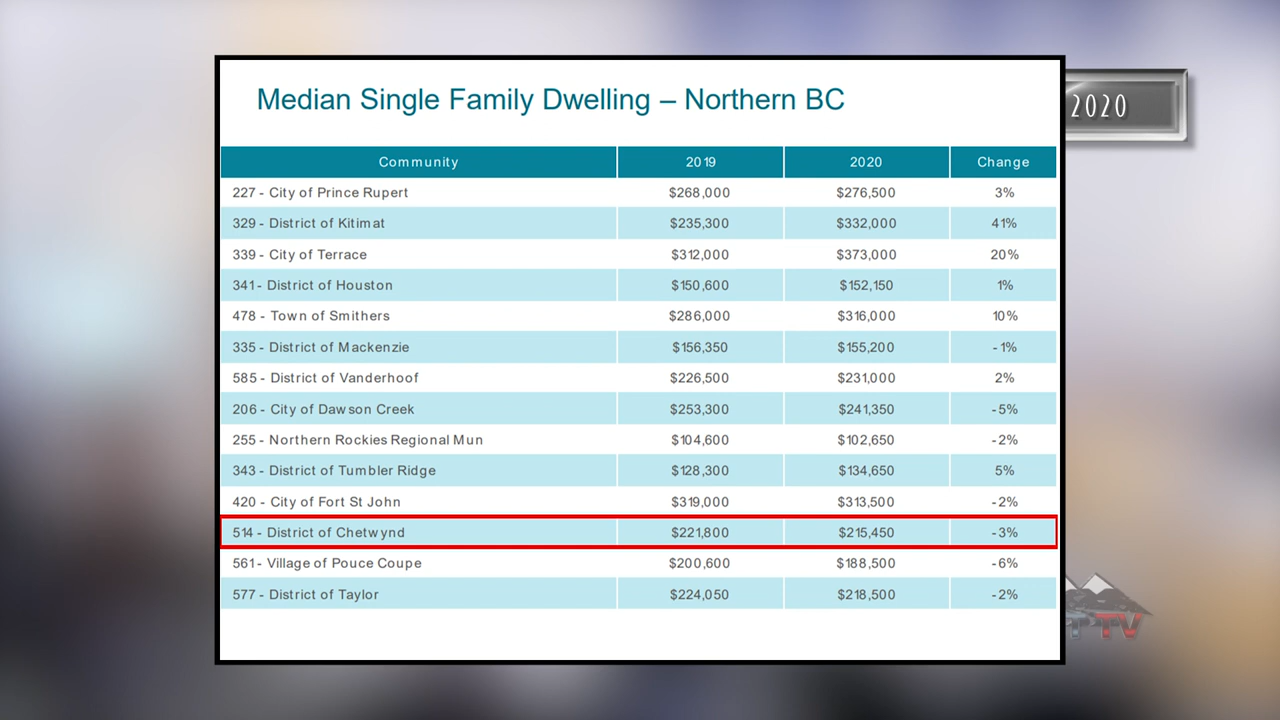 Median Single Family Dwelling – Northern BC
2020
Community 2019 2020 Change
227 - City of Prince Rupert $268,000 $276,500 3%
329 - District of Kitimat $235,300 $332,000 41%
339 - City of Terrace $312,000 $373,000 20%
341 - District of Houston $150,600 $152,150 1%
478 - Town of Smithers $286,000 $316,000 10%
335 - District of Mackenzie $156,350 $155,200 -1%
585 - District of Vanderhoof $226,500 $231,000 2%
206 - City of Dawson Creek $253,300 $241,350 -5%
255 - Northern Rockies Regional Mun $104,600 $102,650 -2%
343 - District of Tumbler Ridge $128,300 $134,650 5%
420 - City of Fort St John $319,000 $313,500 -2%
514 - District of Chetwynd $221,800 $215,450 -3%
561 - Village of Pouce Coupe $200,600 $188,500 -6%
577 - District of Taylor $224,050 $218,500 -2%
TV